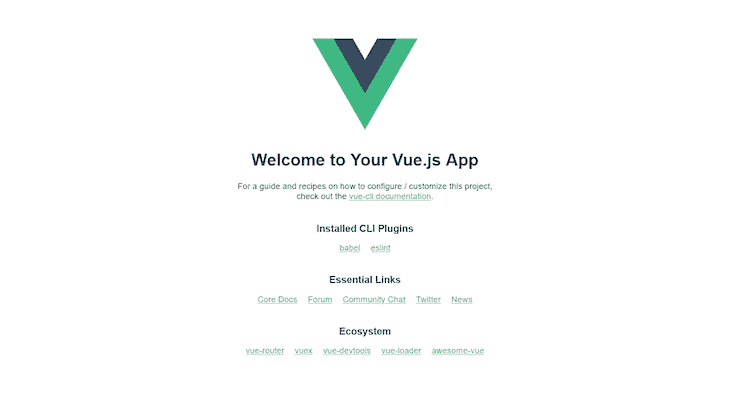 Welcome to Your Vue.js App
For a guide and recipes on how to configure / customize this project,
check out the vue-cli documentation.
Installed CLI Plugins
babel eslint
Essential Links
Core Docs Forum Community Chat Twitter News
Ecosystem
vue-router vuex vue-devtools vue-loader awesome-vue